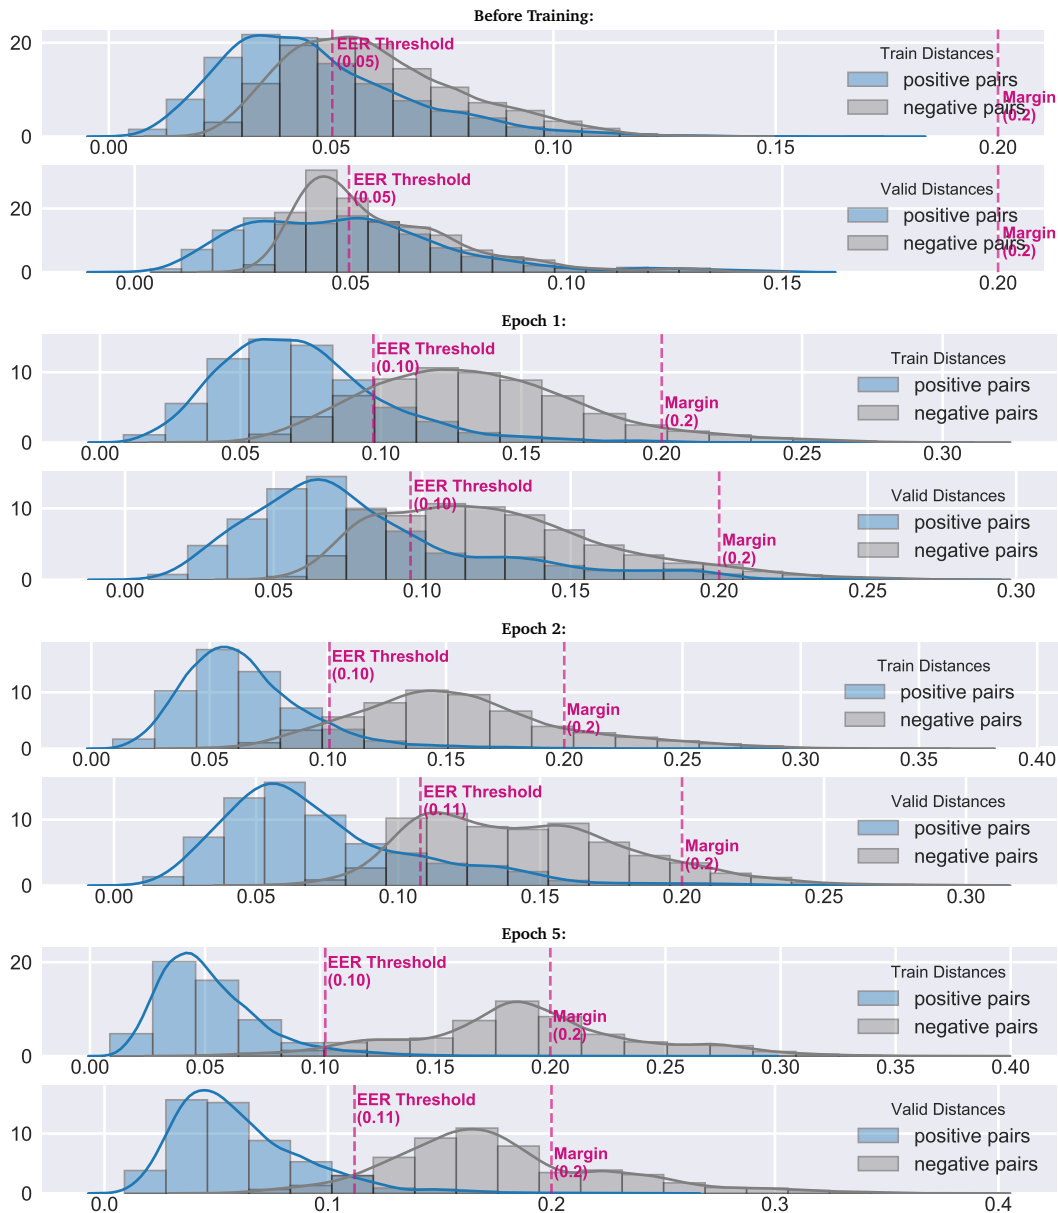 Before Training:
20
EER Threshold
(0.05)
Train Distances
positive pairs
negative pairs
Margin
(0.2)
0
0.00 0.05 0.10 0.15 0.20
20
EER Threshold
(0.05)
Valid Distances
positive pairs
negative pairs
Margin
(0.2)
0
0.00 0.05 0.10 0.15 0.20
Epoch 1:
10
EER Threshold
(0.10)
Margin
(0.2)
Train Distances
positive pairs
negative pairs
0
0.00 0.05 0.10 0.15 0.20 0.25 0.30
10
EER Threshold
(0.10)
Margin
(0.2)
Valid Distances
positive pairs
negative pairs
0
0.00 0.05 0.10 0.15 0.20 0.25 0.30
Epoch 2:
10
EER Threshold
(0.10)
Margin
(0.2)
Train Distances
positive pairs
negative pairs
0
0.00 0.05 0.10 0.15 0.20 0.25 0.30 0.35 0.40
10
EER Threshold
(0.11)
Margin
(0.2)
Valid Distances
positive pairs
negative pairs
0
0.00 0.05 0.10 0.15 0.20 0.25 0.30
Epoch 5:
20
EER Threshold
(0.10)
Margin
(0.2)
Train Distances
positive pairs
negative pairs
0
0.00 0.05 0.10 0.15 0.20 0.25 0.30 0.35 0.40
10
EER Threshold
(0.11)
Margin
(0.2)
Valid Distances
positive pairs
negative pairs
0
0.0 0.1 0.2 0.3 0.4